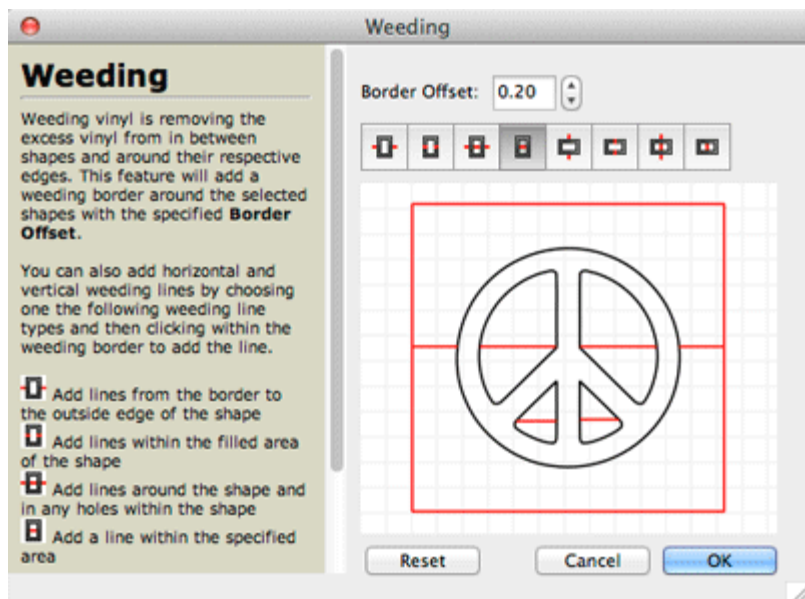 Weeding
Weeding
Weeding vinyl is removing the
excess vinyl from in between
shapes and around their respective
edges. This feature will add a
weeding border around the selected
shapes with the specified Border
Offset.
You can also add horizontal and
vertical weeding lines by choosing
one the following weeding line
types and then clicking within the
weeding border to add the line.
Add lines from the border to
the outside edge of the shape
Add lines within the filled area
of the shape
Add lines around the shape and
in any holes within the shape
Add a line within the specified
area
Border Offset: 0.20
Reset Cancel OK